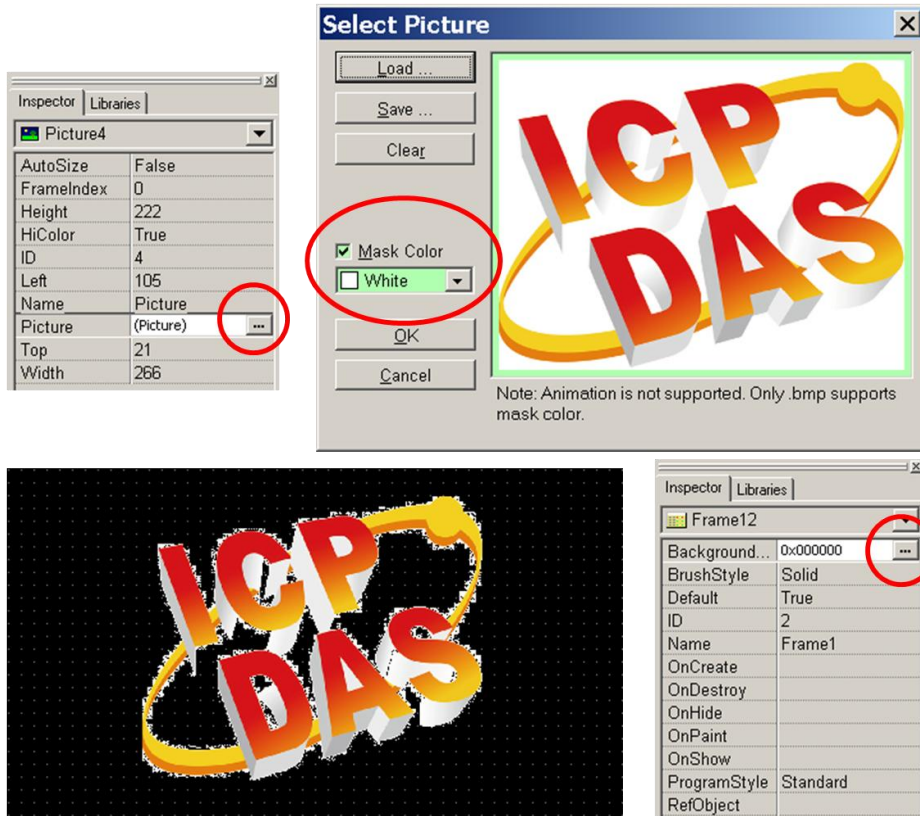 Inspector Libraries
Picture4
AutoSize False
FrameIndex 0
Height 222
HiColor True
ID 4
Left 105
Name Picture
Picture (Picture) ...
Top 21
Width 266
Select Picture
Load ...
Save ...
Clear
Mask Color
White
OK
Cancel
ICP
DAS
Note: Animation is not supported. Only .bmp supports
mask color.
ICP
DAS
Inspector Libraries
Frame12
Background... 0x000000 ...
BrushStyle Solid
Default True
ID 2
Name Frame1
OnCreate
OnDestroy
OnHide
OnPaint
OnShow
ProgramStyle Standard
RefObject